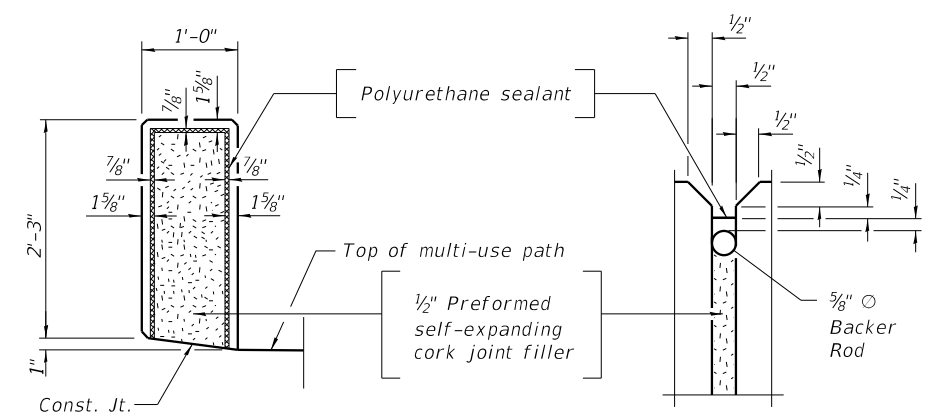 1'-0"
1/2"
1/2"
1/2"
1/2"
1/4"
1/4"
7/8"
1 5/8"
Polyurethane sealant
7/8"
7/8"
1 5/8"
1 5/8"
2'-3"
1"
Top of multi-use path
1/2" Preformed
self-expanding
cork joint filler
5/8" Ø
Backer
Rod
Const. Jt.